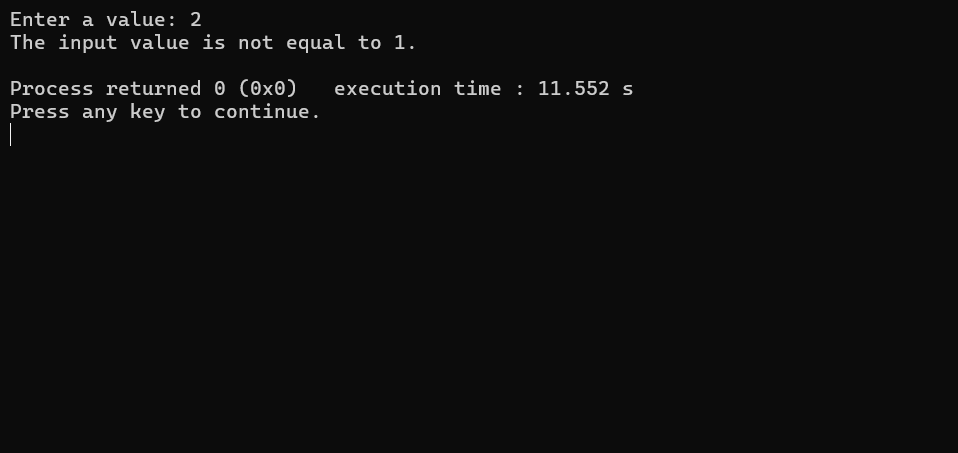 Enter a value: 2
The input value is not equal to 1.
Process returned 0 (0x0)   execution time : 11.552 s
Press any key to continue.